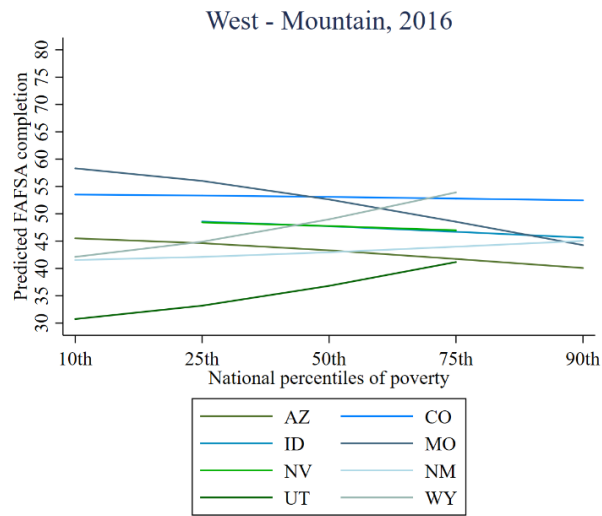 West - Mountain, 2016
Predicted FAFSA completion
80
75
70
65
60
55
50
45
40
35
30
10th 25th 50th 75th 90th
National percentiles of poverty
AZ CO
ID MO
NV NM
UT WY